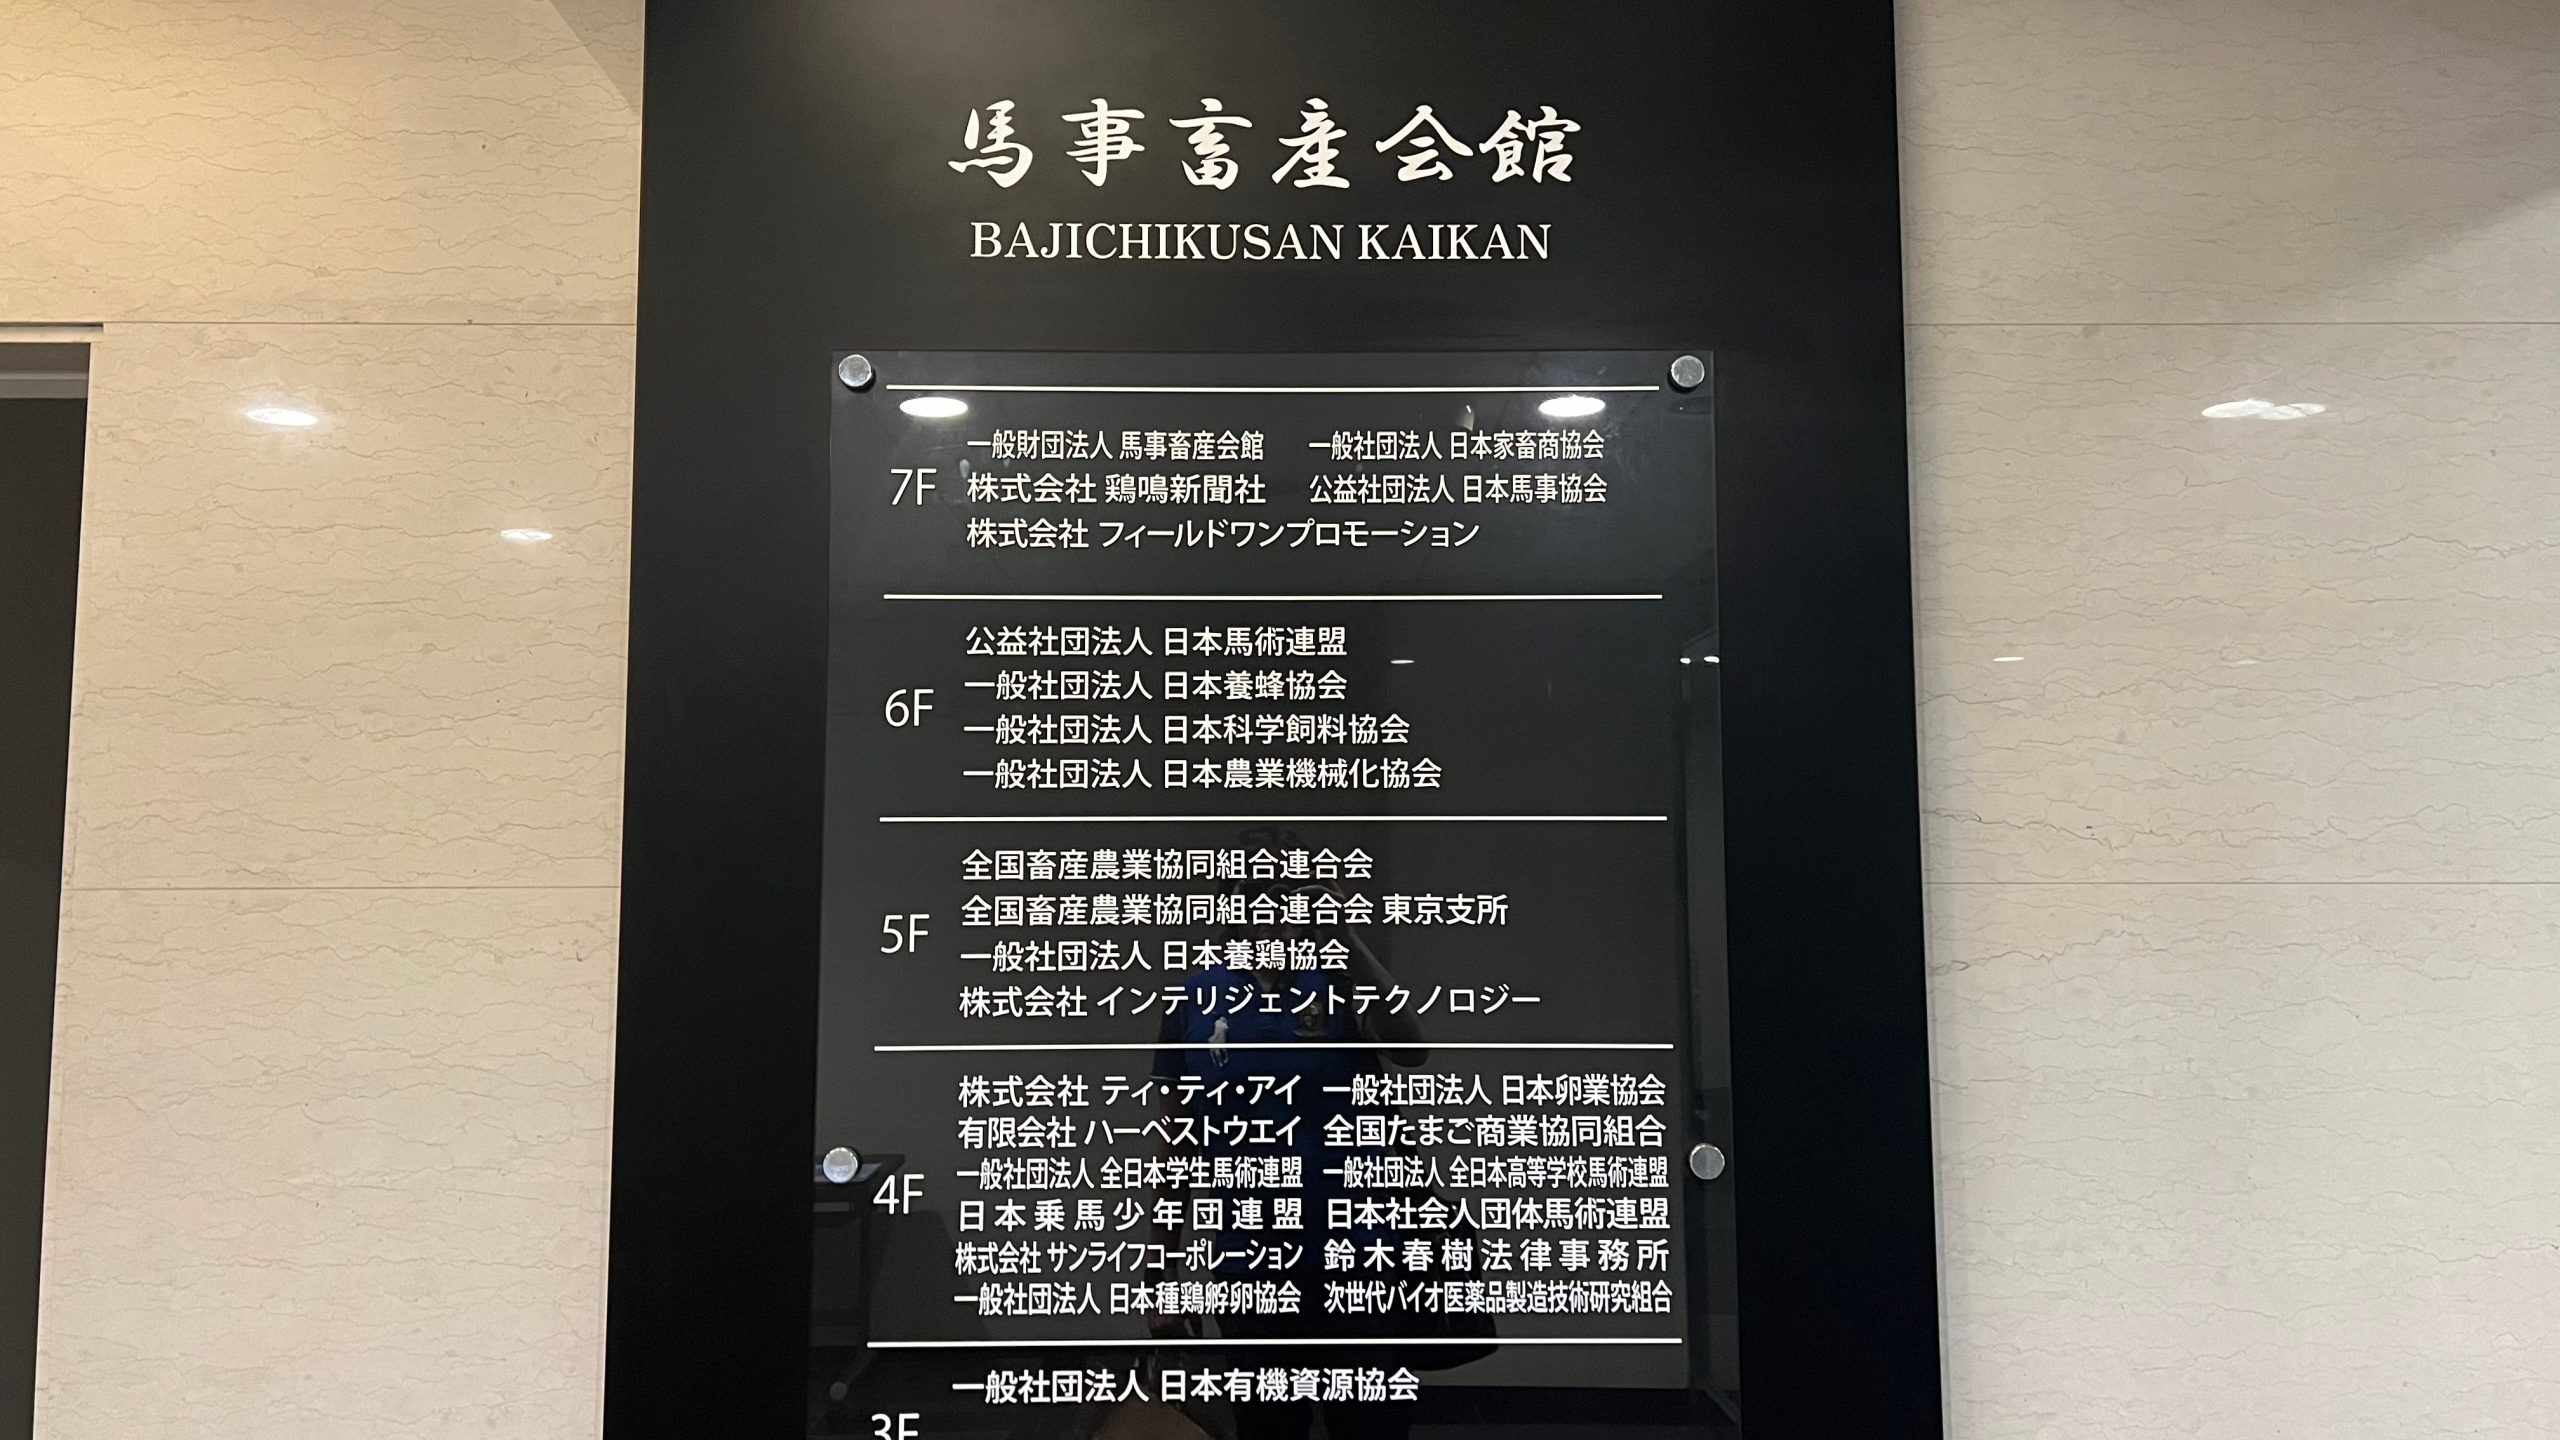 馬事畜産会館
BAJICHIKUSAN KAIKAN
7F
一般財団法人 馬事畜産会館 一般社団法人 日本家畜商協会
株式会社 鶏鳴新聞社 公益社団法人 日本馬事協会
株式会社 フィールドワンプロモーション
6F
公益社団法人 日本馬術連盟
一般社団法人 日本養蜂協会
一般社団法人 日本科学飼料協会
一般社団法人 日本農業機械化協会
5F
全国畜産農業協同組合連合会
全国畜産農業協同組合連合会 東京支所
一般社団法人 日本養鶏協会
株式会社 インテリジェントテクノロジー
4F
株式会社 ティ・ティ・アイ 一般社団法人 日本卵業協会
有限会社 ハーベストウエイ 全国たまご商業協同組合
一般社団法人 全日本学生馬術連盟 一般社団法人 全日本高等学校馬術連盟
日本乗馬少年団連盟 日本社会人団体馬術連盟
株式会社 サンライフコーポレーション 鈴木春樹法律事務所
一般社団法人 日本種鶏孵卵協会 次世代バイオ医薬品製造技術研究組合
一般社団法人 日本有機資源協会
3F